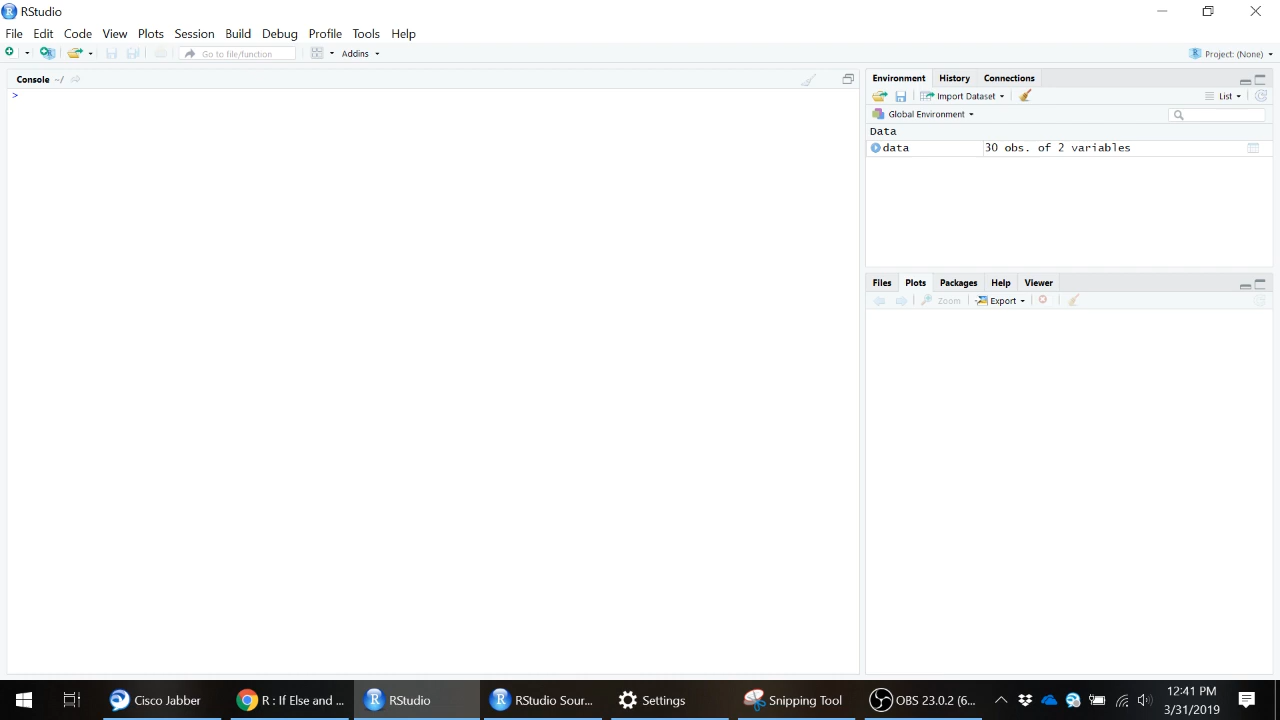 RStudio
File Edit Code View Plots Session Build Debug Profile Tools Help
Go to file/function Addins Project: (None)
Console ~/
>
Environment History Connections
Import Dataset List
Global Environment
Data
data 30 obs. of 2 variables
Files Plots Packages Help Viewer
Zoom Export
Cisco Jabber R : If Else and ... RStudio RStudio Sour... Settings Snipping Tool OBS 23.0.2 (6... 12:41 PM
3/31/2019